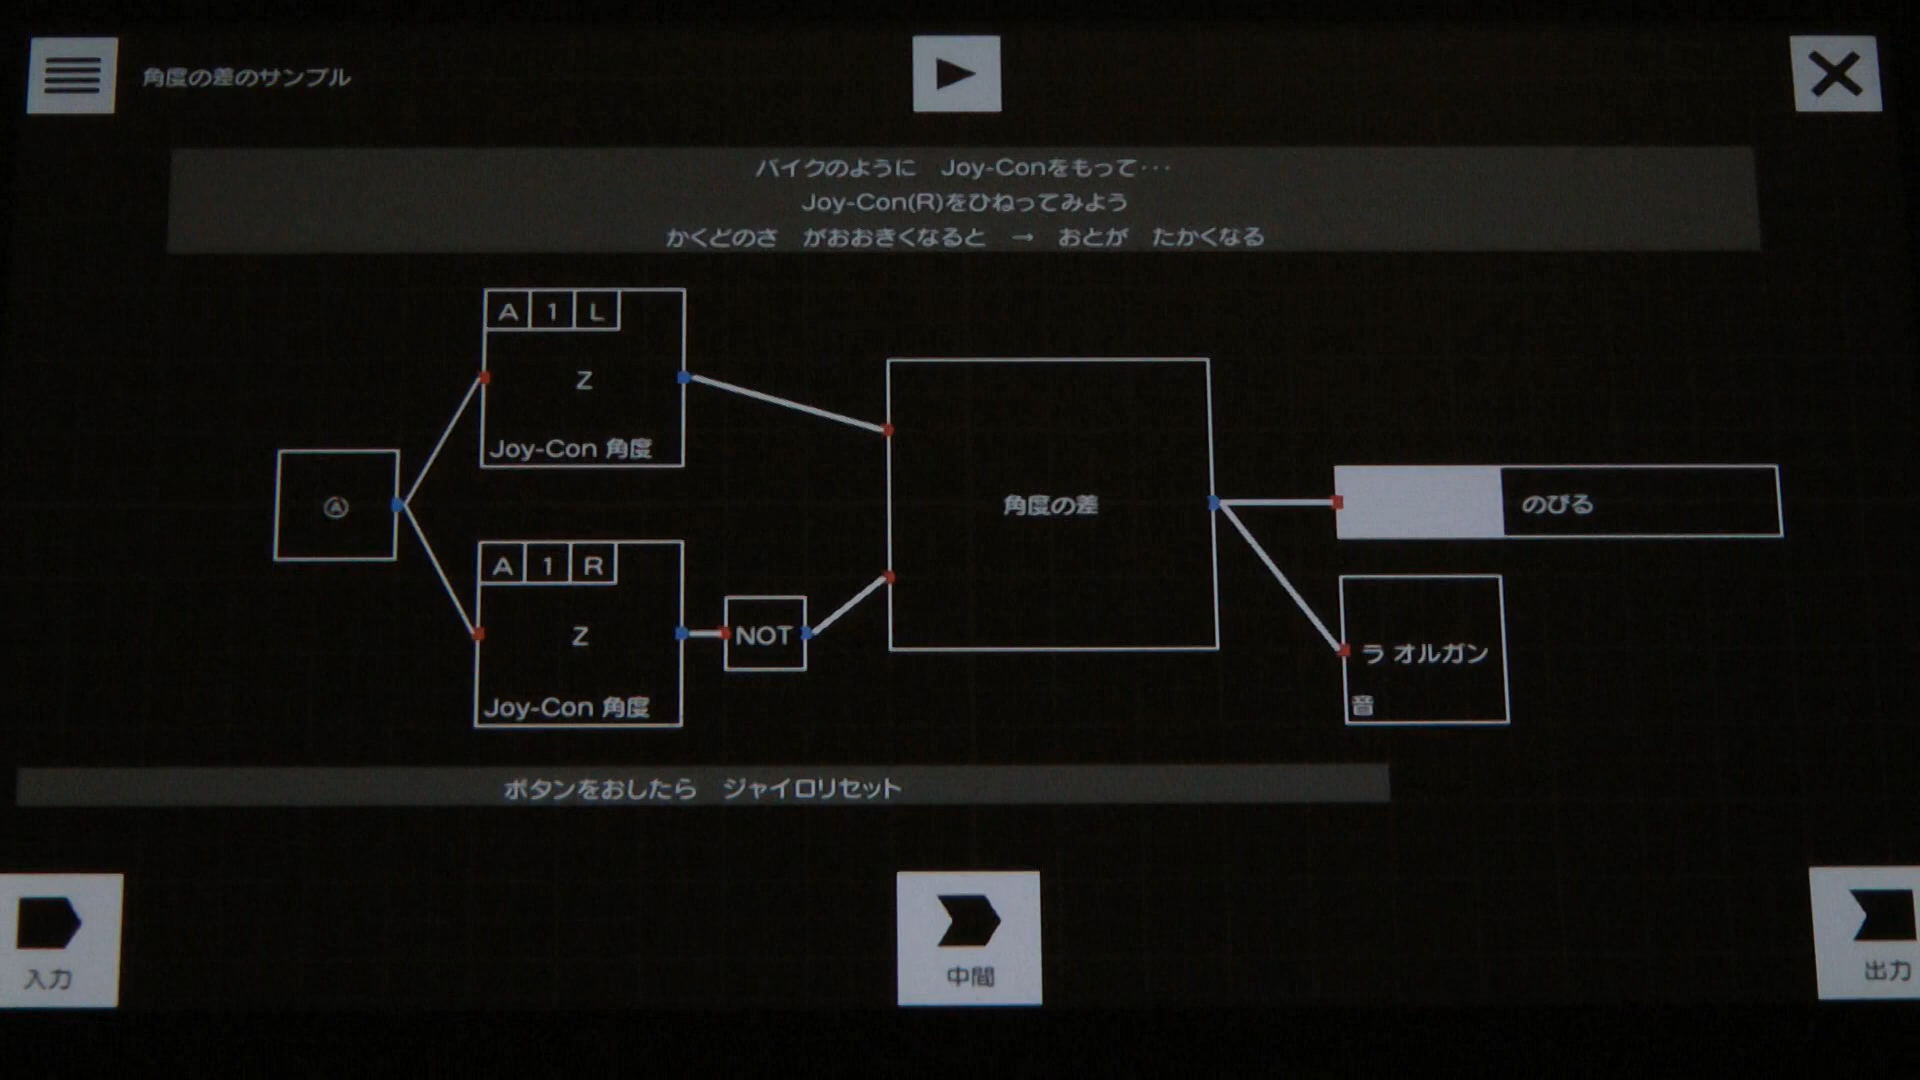 角度の差のサンプル
バイクのように Joy-Conをもって･･･
Joy-Con(R)をひねってみよう
かくどのさ がおおきくなると → おとが たかくなる
A 1 L
Z
Joy-Con 角度
Ⓐ
A 1 R
Z
Joy-Con 角度
NOT
角度の差
のびる
ラ オルガン
音
ボタンをおしたら ジャイロリセット
入力
中間
出力